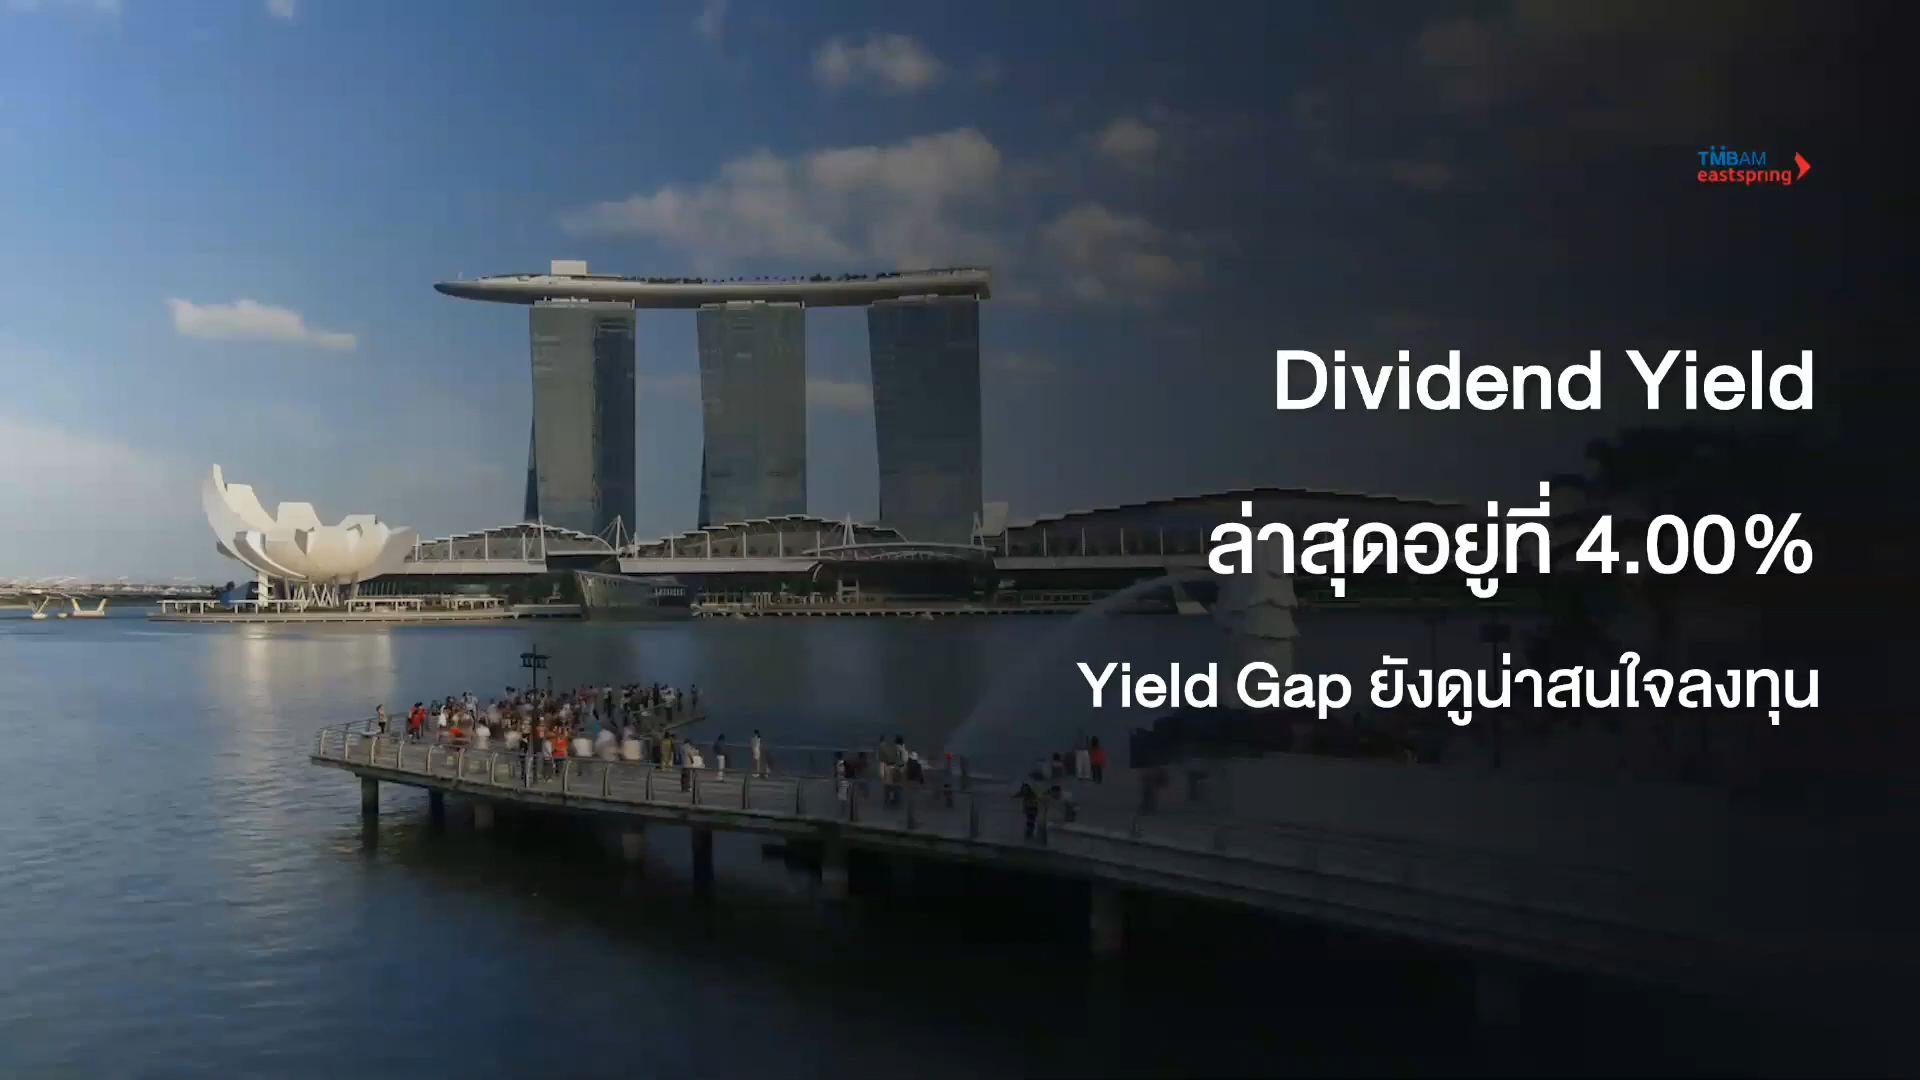 TMBAM
eastspring
Dividend Yield
ล่าสุดอยู่ที่ 4.00%
Yield Gap ยังดูน่าสนใจลงทุน